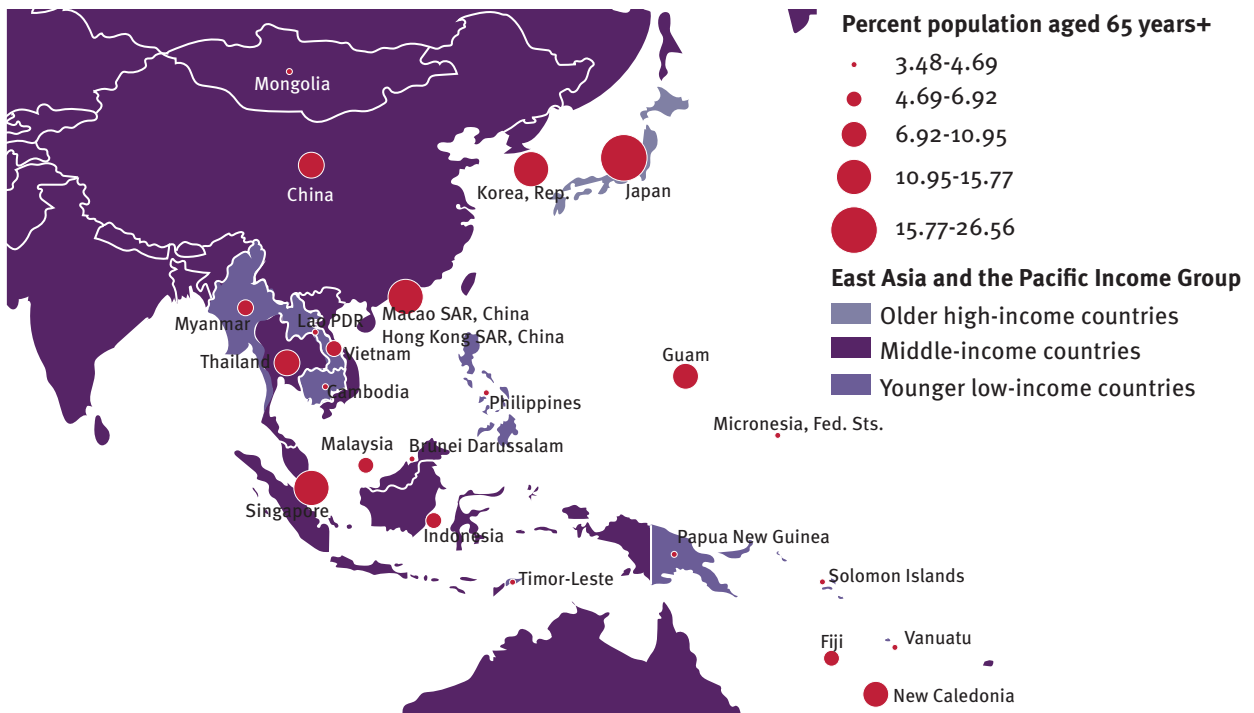 Percent population aged 65 years+
3.48-4.69
4.69-6.92
6.92-10.95
10.95-15.77
15.77-26.56
East Asia and the Pacific Income Group
Older high-income countries
Middle-income countries
Younger low-income countries
Mongolia
China
Korea, Rep.
Japan
Macao SAR, China
Hong Kong SAR, China
Myanmar
Lao PDR
Thailand
Vietnam
Cambodia
Philippines
Guam
Micronesia, Fed. Sts.
Malaysia
Brunei Darussalam
Singapore
Indonesia
Papua New Guinea
Timor-Leste
Solomon Islands
Fiji
Vanuatu
New Caledonia